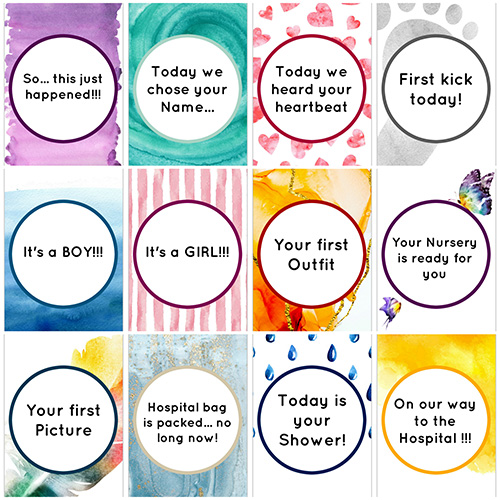 So... this just
happened!!!
Today we
chose your
Name...
Today we
heard your
heartbeat
First kick
today!
It's a BOY!!!
It's a GIRL!!!
Your first
Outfit
Your Nursery
is ready for
you
Your first
Picture
Hospital bag
is packed... no
long now!
Today is
your
Shower!
On our way
to the
Hospital !!!